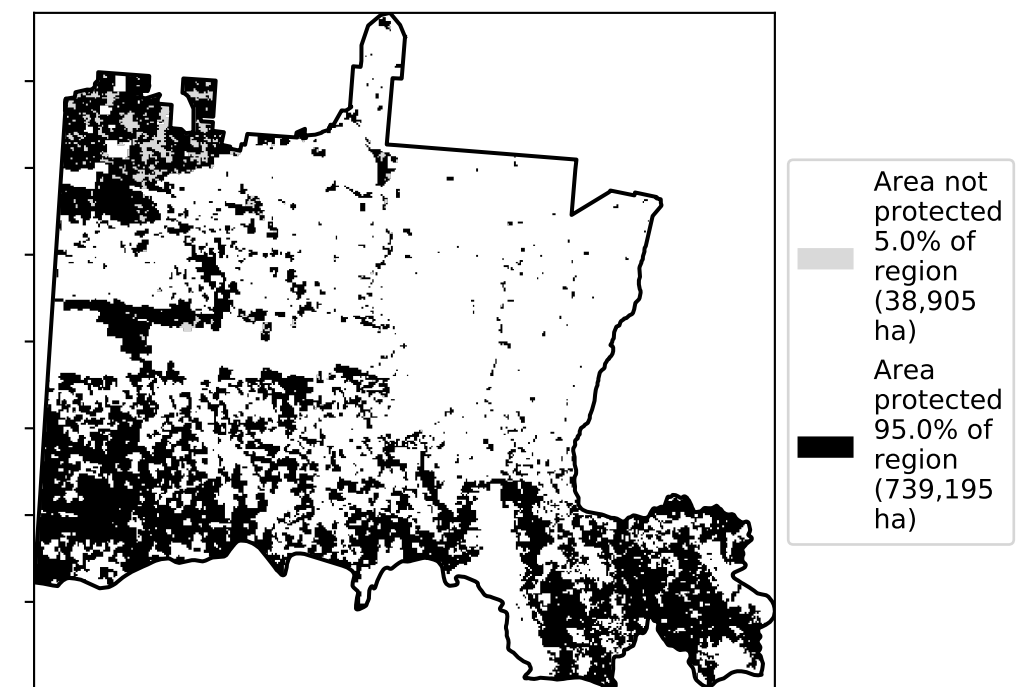 Area not
protected
5.0% of
region
(38,905
ha)
Area
protected
95.0% of
region
(739,195
ha)